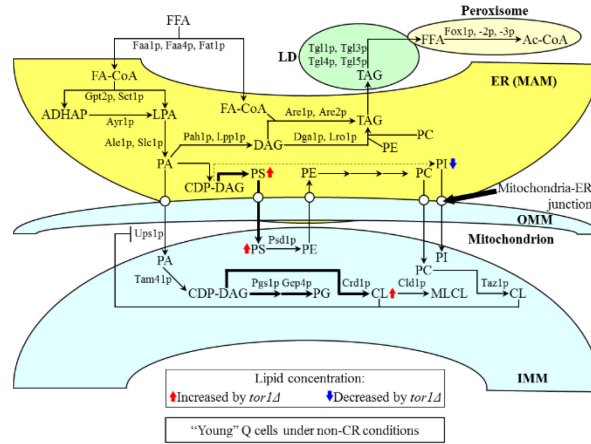 Peroxisome
FFA
Faa1p, Faa4p, Fat1p
LD
Tgl1p, Tgl3p
Tgl4p, Tgl5p
TAG
FFA
Fox1p, -2p, -3p
Ac-CoA
FA-CoA
ER (MAM)
Gpt2p, Sct1p
ADHAP
Ayr1p
LPA
FA-CoA
Are1p, Are2p
TAG
Ale1p, Slc1p
Pah1p, Lpp1p
DAG
Dga1p, Lro1p
PC
PE
PA
CDP-DAG
PS
PE
PC
PI
Mitochondria-ER
junction
OMM
Mitochondrion
Ups1p
PA
PS
Psd1p
PE
PI
PC
Tam41p
CDP-DAG
Pgs1p
Gep4p
PG
Crd1p
CL
Cld1p
MLCL
Taz1p
CL
IMM
Lipid concentration:
Increased by tor1Δ
Decreased by tor1Δ
“Young” Q cells under non-CR conditions